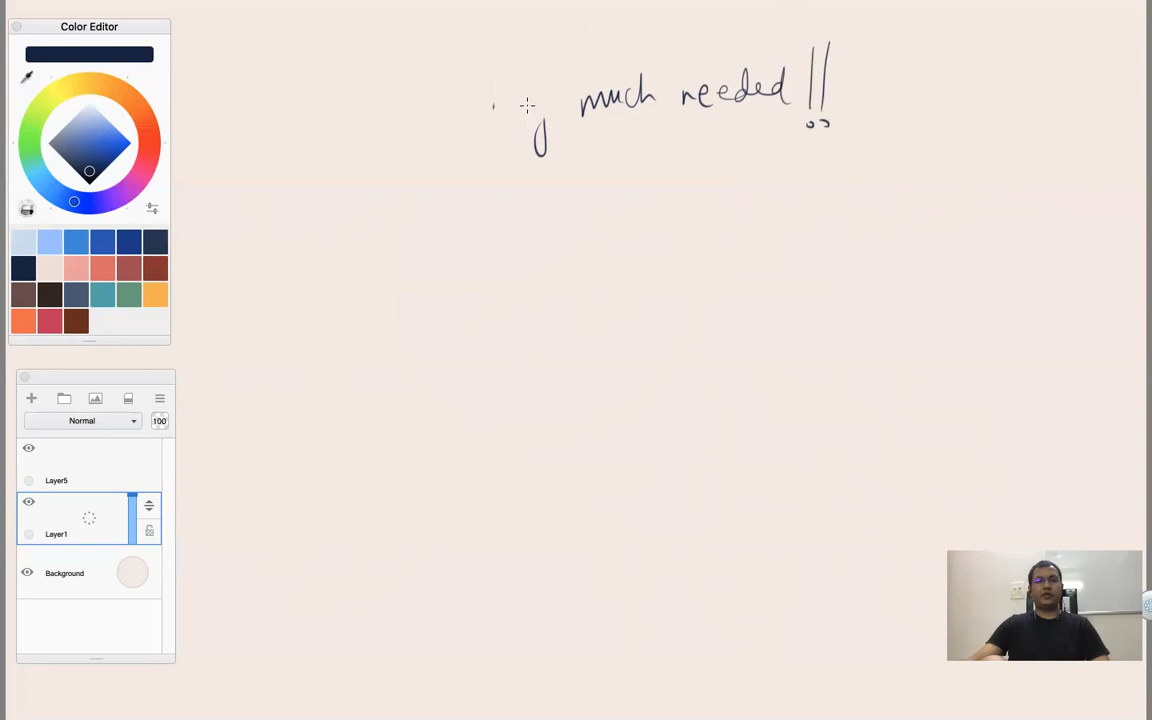 Color Editor
much needed!!
Normal
100
Layer5
Layer1
Background